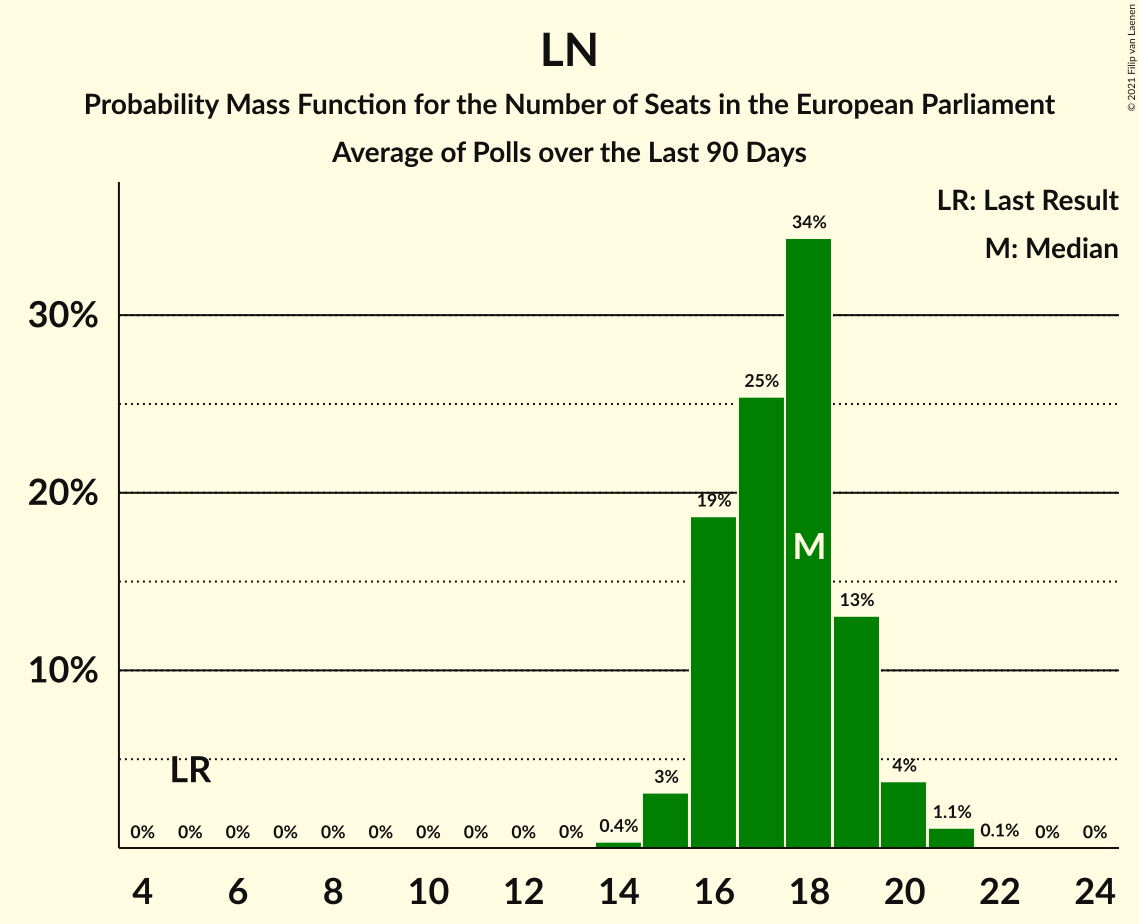 LN
Probability Mass Function for the Number of Seats in the European Parliament
Average of Polls over the Last 90 Days
© 2021 Filip van Laenen
LR: Last Result
M: Median
34%
30%
25%
20%
19%
M
13%
10%
LR
3%
4%
0% 0% 0% 0% 0% 0% 0% 0% 0% 0% 0.4% 1.1% 0.1% 0% 0%
4 6 8 10 12 14 16 18 20 22 24